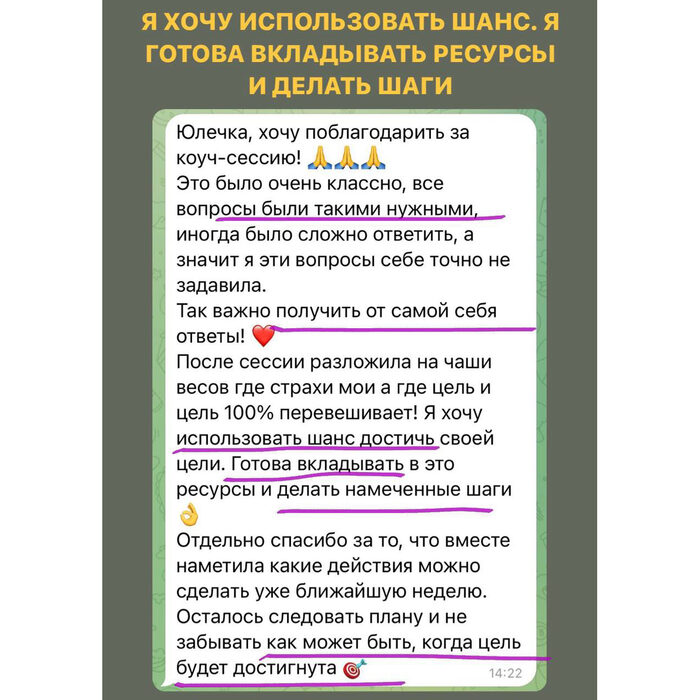 Я ХОЧУ ИСПОЛЬЗОВАТЬ ШАНС. Я
ГОТОВА ВКЛАДЫВАТЬ РЕСУРСЫ
И ДЕЛАТЬ ШАГИ
Юлечка, хочу поблагодарить за
коуч-сессию! 🙏🙏🙏
Это было очень классно, все
вопросы были такими нужными,
иногда было сложно ответить, а
значит я эти вопросы себе точно не
задавила.
Так важно получить от самой себя
ответы! ❤️
После сессии разложила на чаши
весов где страхи мои а где цель и
цель 100% перевешивает! Я хочу
использовать шанс достичь своей
цели. Готова вкладывать в это
ресурсы и делать намеченные шаги
👌
Отдельно спасибо за то, что вместе
наметила какие действия можно
сделать уже ближайшую неделю.
Осталось следовать плану и не
забывать как может быть, когда цель
будет достигнута 🎯
14:22